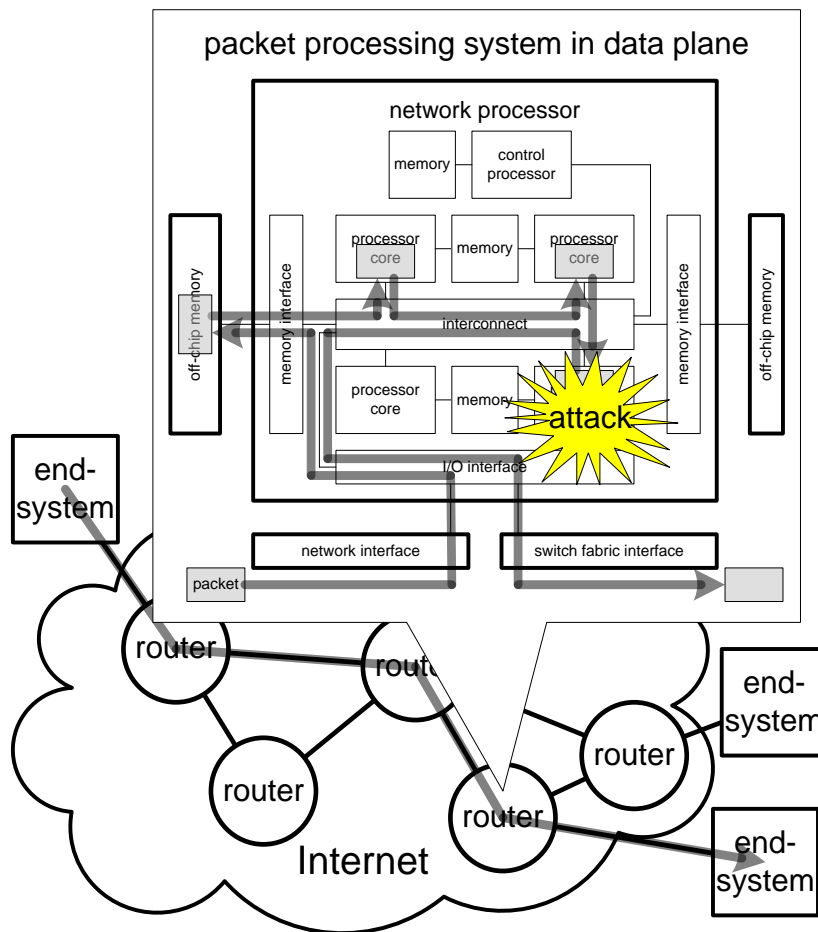 packet processing system in data plane
network processor
memory
control
processor
processor
core
memory
processor
core
off-chip memory
memory interface
interconnect
memory interface
off-chip memory
processor
core
memory
attack
I/O interface
network interface
switch fabric interface
packet
end-
system
router
route
router
router
router
end-
system
end-
system
Internet